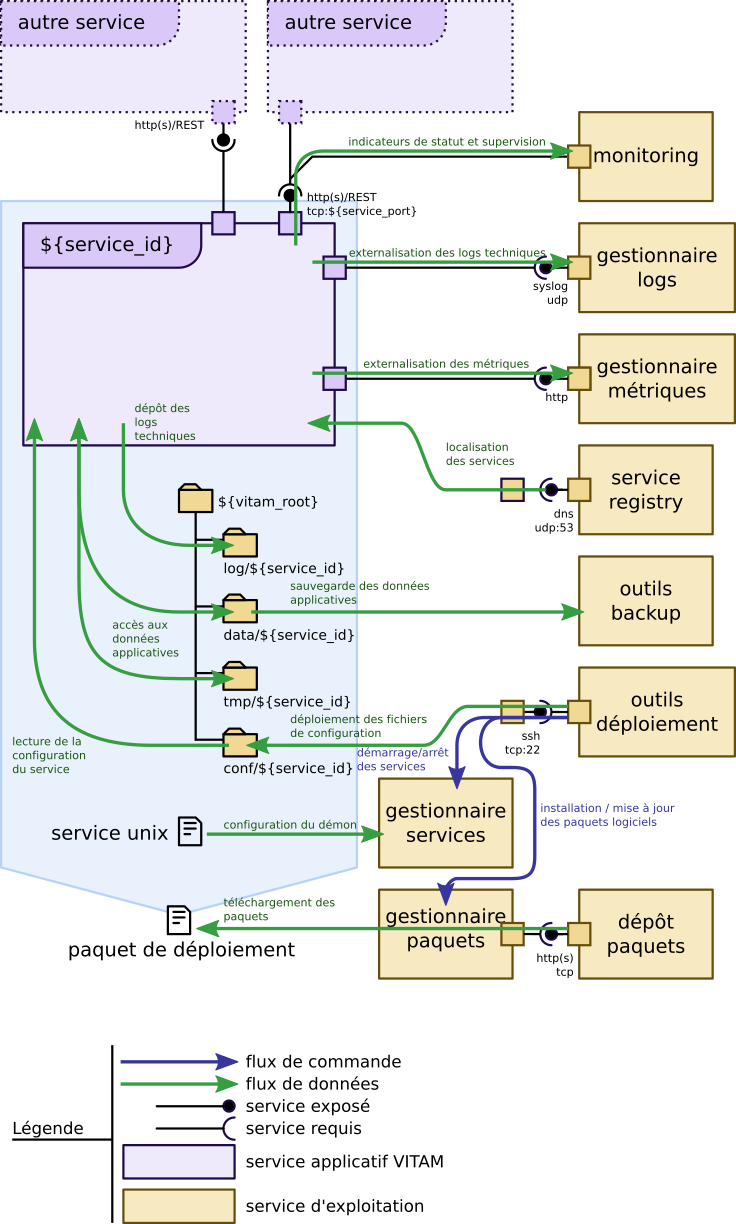 autre service
autre service
http(s)/REST
indicateurs de statut et supervision
monitoring
http(s)/REST
tcp:${service_port}
${service_id}
externalisation des logs techniques
gestionnaire
logs
syslog
udp
externalisation des métriques
gestionnaire
métriques
http
dépôt des
logs
techniques
localisation
des services
service
registry
dns
udp:53
${vitam_root}
log/${service_id}
sauvegarde des données
applicatives
outils
backup
data/${service_id}
accès aux
données
applicatives
tmp/${service_id}
déploiement des fichiers
de configuration
outils
déploiement
ssh
tcp:22
lecture de la
configuration
du service
conf/${service_id}
démarrage/arrêt
des services
gestionnaire
services
installation / mise à jour
des paquets logiciels
service unix
configuration du démon
téléchargement des
paquets
gestionnaire
paquets
dépôt
paquets
http(s)
tcp
paquet de déploiement
Légende
flux de commande
flux de données
service exposé
service requis
service applicatif VITAM
service d'exploitation